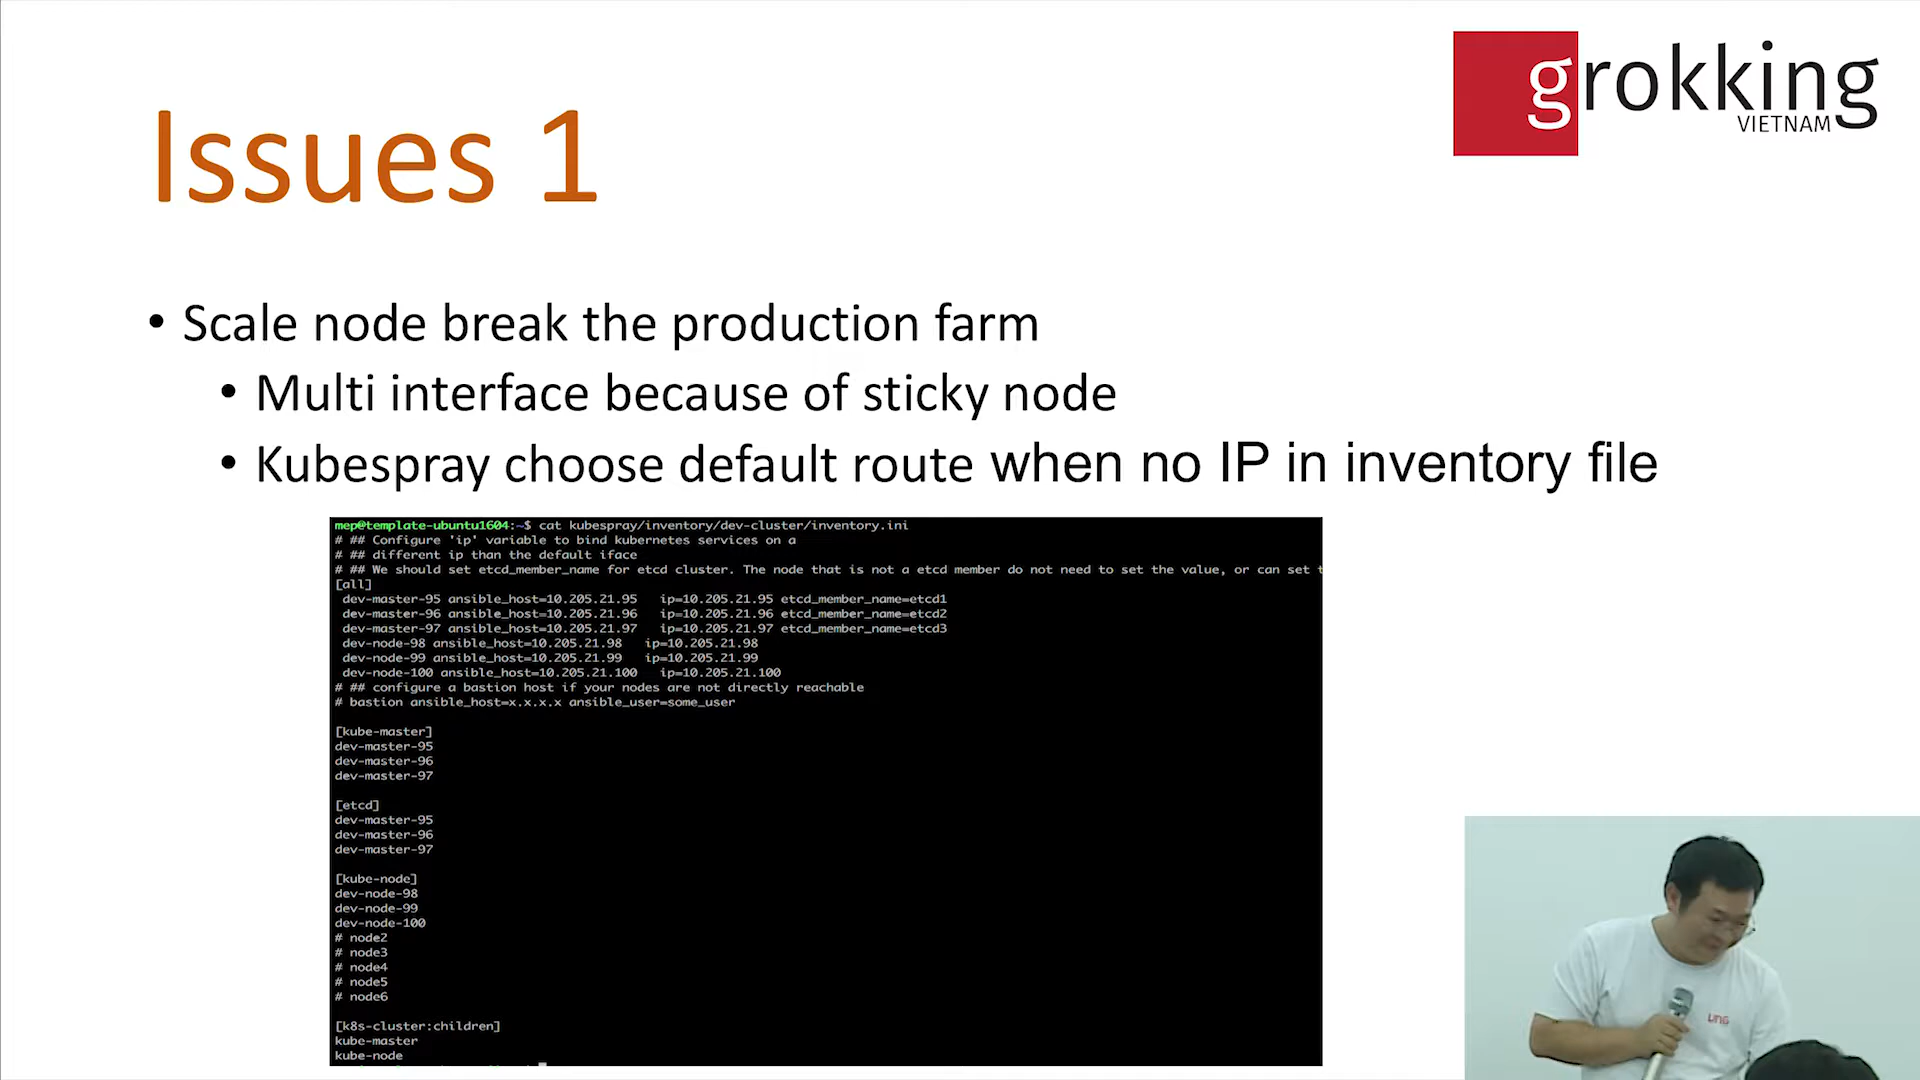 grokking
VIETNAM
Issues 1
• Scale node break the production farm
• Multi interface because of sticky node
• Kubespray choose default route when no IP in inventory file
mep@template-ubuntu1604:~$ cat kubespray/inventory/dev-cluster/inventory.ini
# ## Configure 'ip' variable to bind kubernetes services on a
# ## different ip than the default iface
# ## We should set etcd_member_name for etcd cluster. The node that is not a etcd member do not need to set the value, or can set t
[all]
dev-master-95 ansible_host=10.205.21.95   ip=10.205.21.95 etcd_member_name=etcd1
dev-master-96 ansible_host=10.205.21.96   ip=10.205.21.96 etcd_member_name=etcd2
dev-master-97 ansible_host=10.205.21.97   ip=10.205.21.97 etcd_member_name=etcd3
dev-node-98 ansible_host=10.205.21.98   ip=10.205.21.98
dev-node-99 ansible_host=10.205.21.99   ip=10.205.21.99
dev-node-100 ansible_host=10.205.21.100   ip=10.205.21.100
# ## configure a bastion host if your nodes are not directly reachable
# bastion ansible_host=x.x.x.x ansible_user=some_user
[kube-master]
dev-master-95
dev-master-96
dev-master-97
[etcd]
dev-master-95
dev-master-96
dev-master-97
[kube-node]
dev-node-98
dev-node-99
dev-node-100
# node2
# node3
# node4
# node5
# node6
[k8s-cluster:children]
kube-master
kube-node